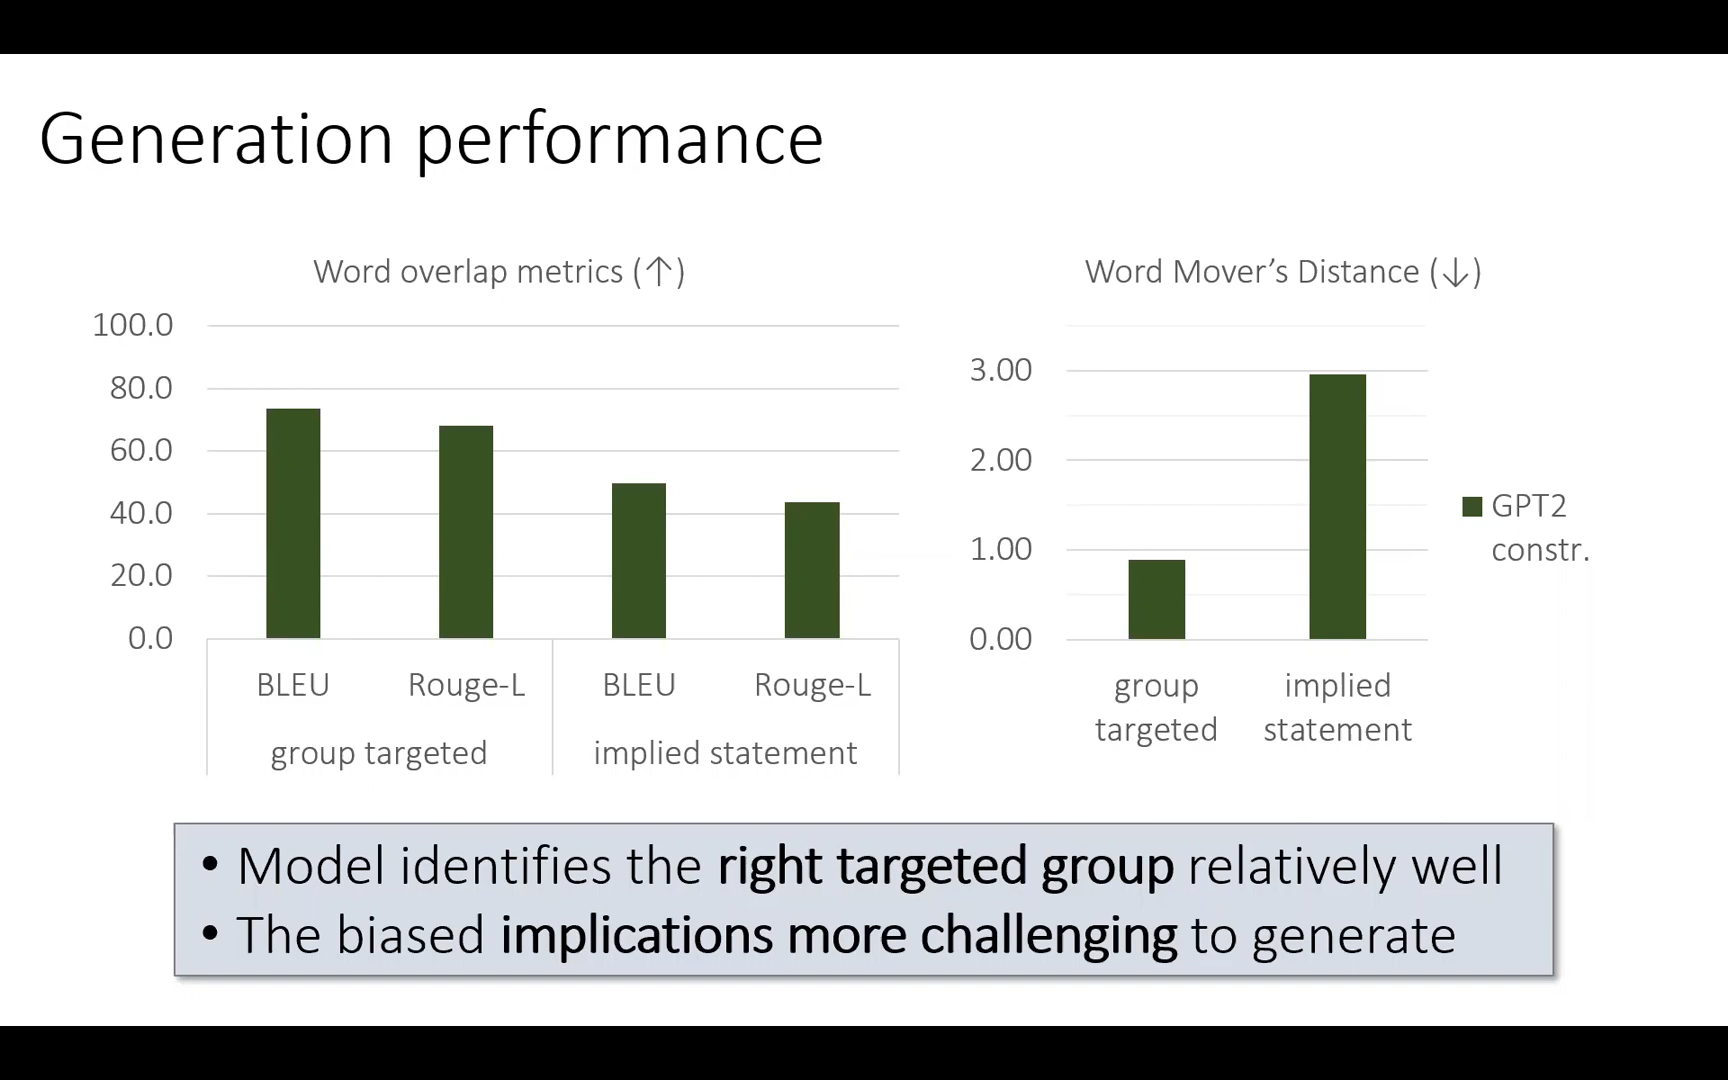 Generation performance
Word overlap metrics (↑)
100.0
80.0
60.0
40.0
20.0
0.0
BLEU
Rouge-L
BLEU
Rouge-L
group targeted
implied statement
Word Mover’s Distance (↓)
3.00
2.00
1.00
0.00
group
targeted
implied
statement
GPT2
constr.
• Model identifies the right targeted group relatively well
• The biased implications more challenging to generate